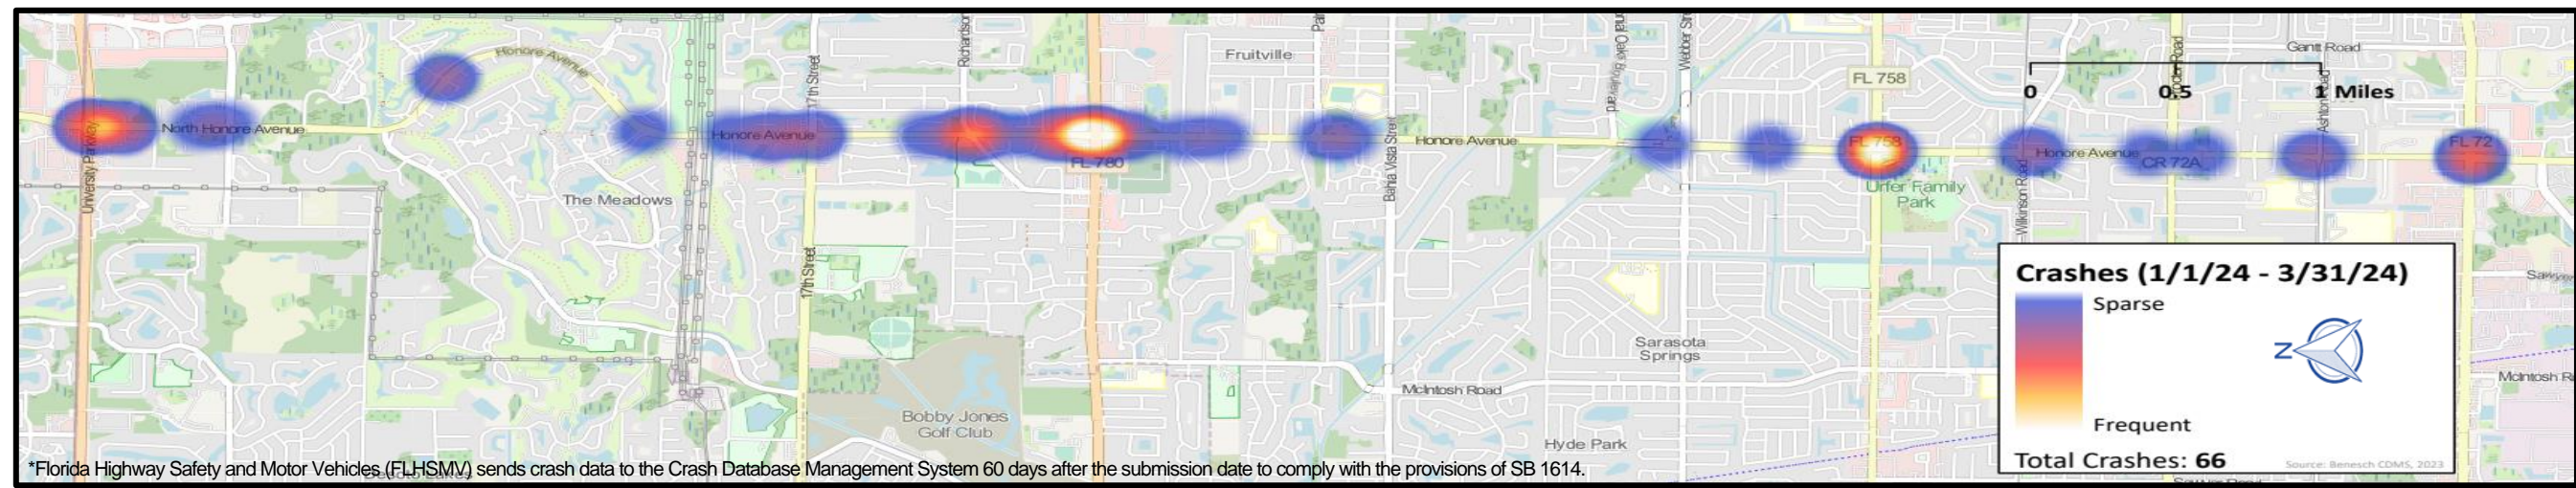 Honore Avenue
Richardson
Fruitville
Webber Str
Gantt Road
FL 758
17th Street
0
0.5
1 Miles
North Honore Avenue
Honore Avenue
Honore Avenue
FL 758
Honore Avenue
CR 72A
FL 72
Ashton Road
University Parkway
FL 780
Bahia Vista Street
Urfer Family
Park
The Meadows
Wilkinson Road
17th Street
Crashes (1/1/24 - 3/31/24)
Sparse
Frequent
Total Crashes: 66
Source: Benesch CDMS, 2023
N
Sarasota
Springs
McIntosh Road
McIntosh R
Bobby Jones
Golf Club
Hyde Park
*Florida Highway Safety and Motor Vehicles (FLHSMV) sends crash data to the Crash Database Management System 60 days after the submission date to comply with the provisions of SB 1614.